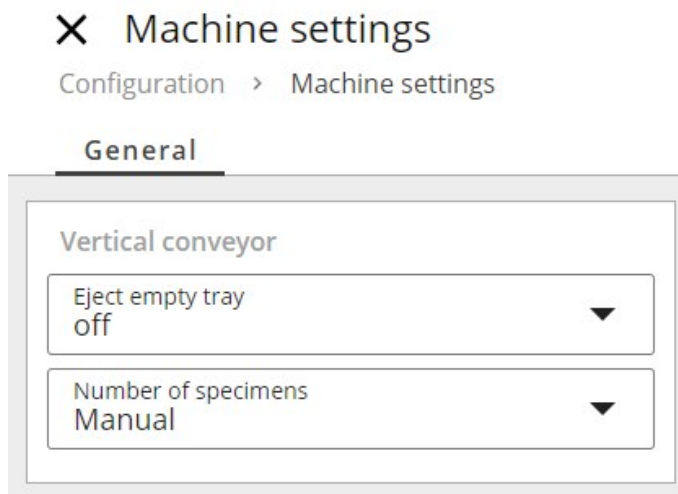 Machine settings
Configuration > Machine settings
General
Vertical conveyor
Eject empty tray
off
Number of specimens
Manual